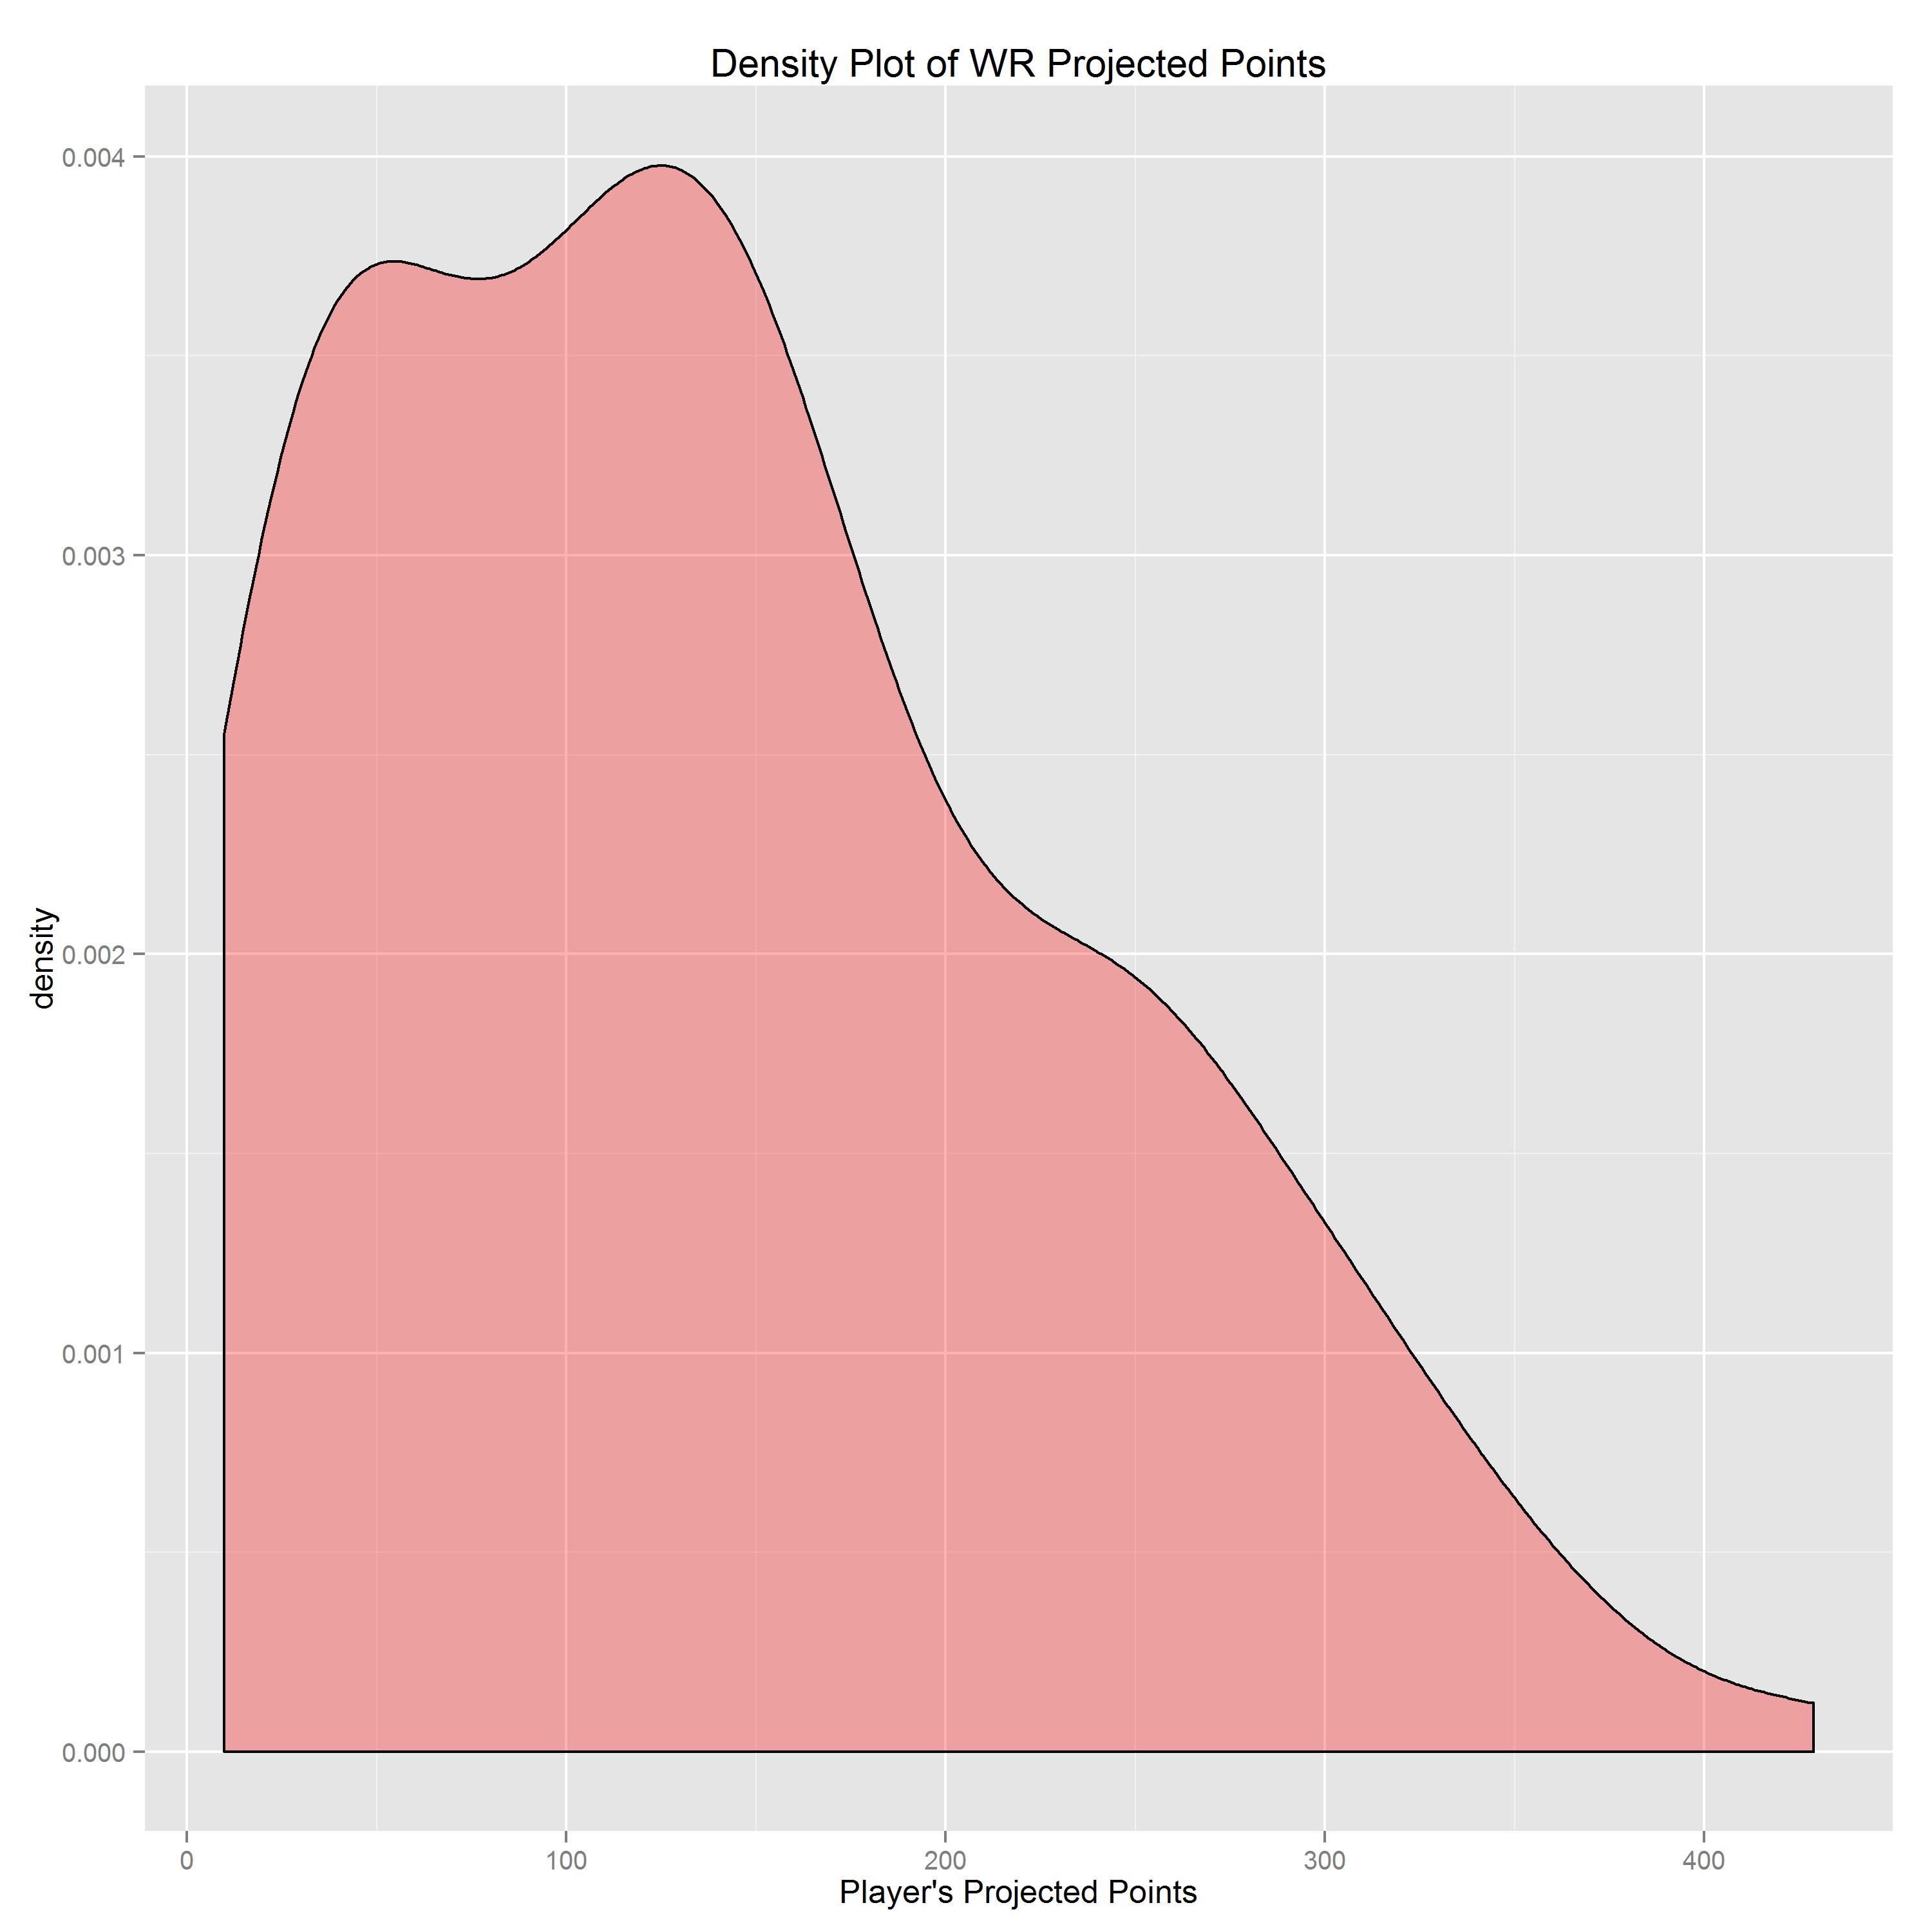 Density Plot of WR Projected Points
density
0.004
0.003
0.002
0.001
0.000
0 100 200 300 400
Player's Projected Points